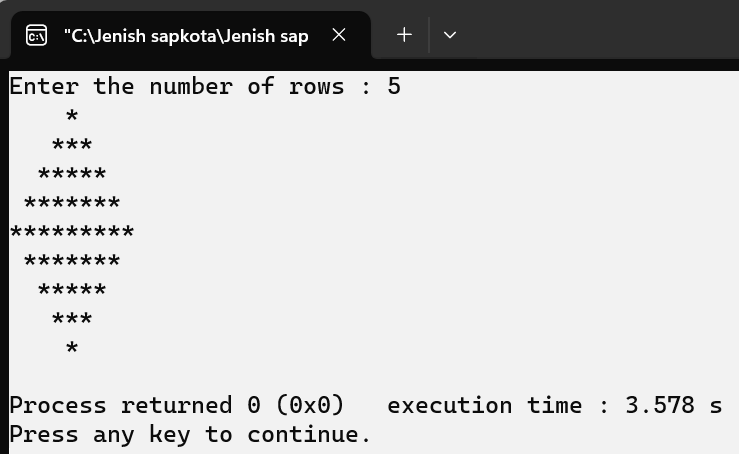 "C:\Jenish sapkota\Jenish sap
Enter the number of rows : 5
    *
   ***
  *****
 *******
*********
 *******
  *****
   ***
    *
Process returned 0 (0x0)   execution time : 3.578 s
Press any key to continue.